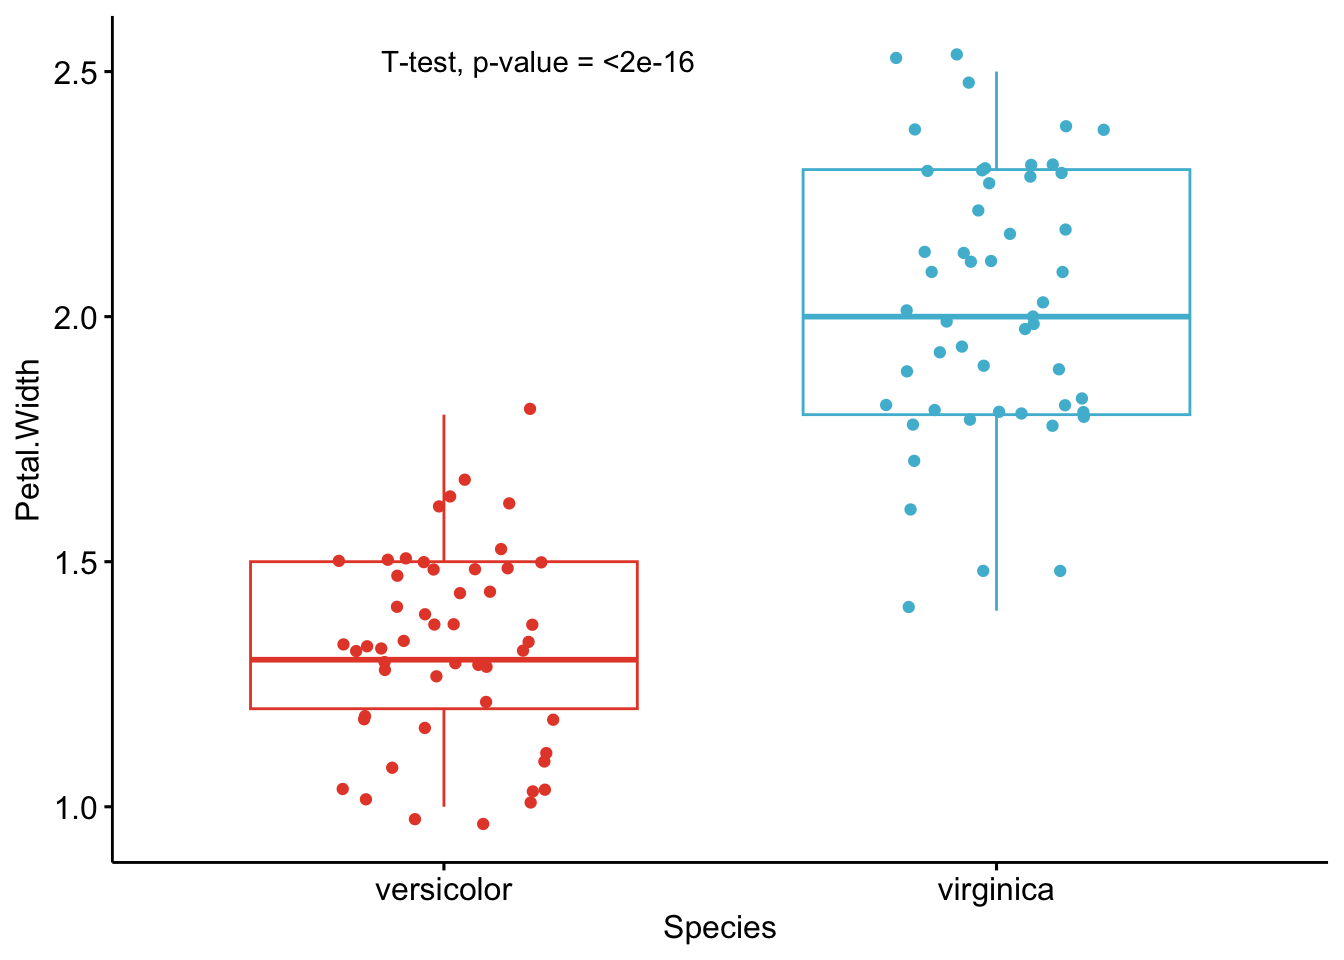 T-test, p-value = <2e-16
2.5
2.0
1.5
1.0
Petal.Width
versicolor
virginica
Species